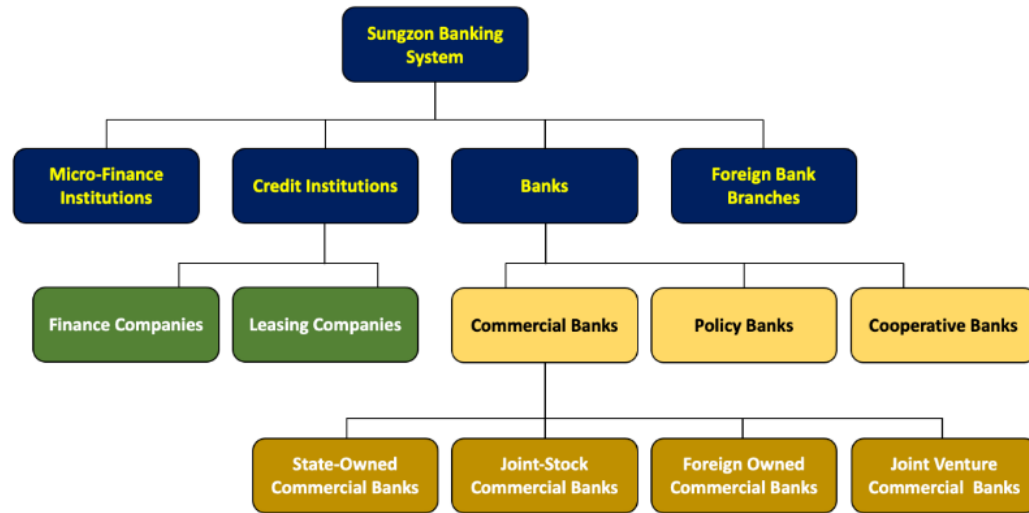 Sungzon Banking
System
Micro-Finance
Institutions
Credit Institutions
Banks
Foreign Bank
Branches
Finance Companies
Leasing Companies
Commercial Banks
Policy Banks
Cooperative Banks
State-Owned
Commercial Banks
Joint-Stock
Commercial Banks
Foreign Owned
Commercial Banks
Joint Venture
Commercial Banks